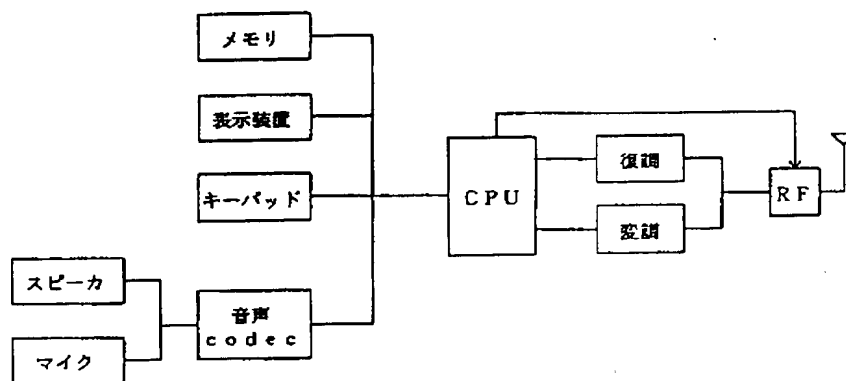 メモリ
表示装置
キーパッド
スピーカ
マイク
音声
codec
CPU
復調
変調
RF